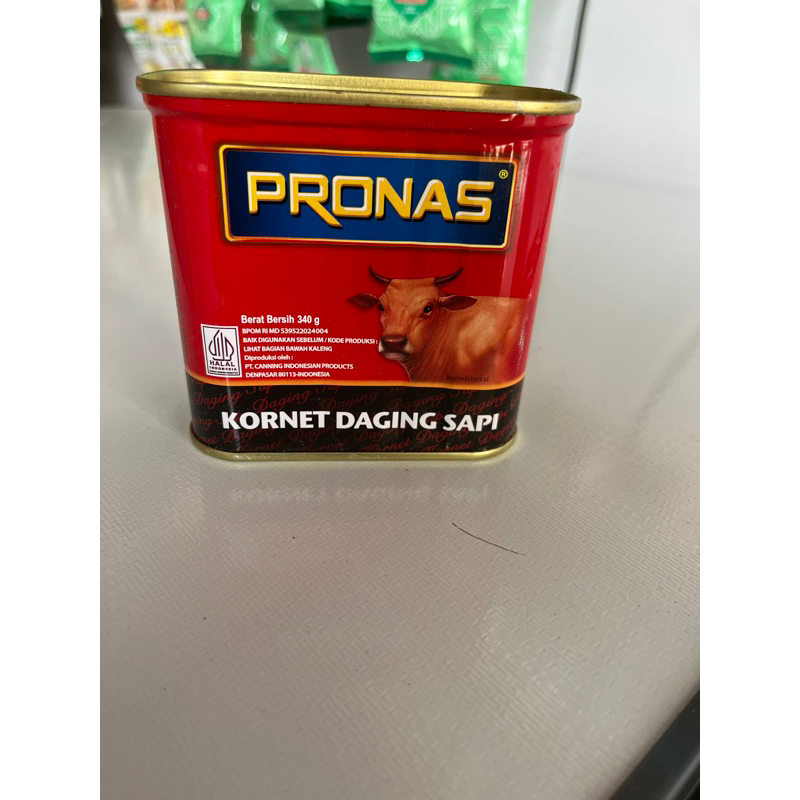 PRONAS®
Berat Bersih 340 g
BPOM RI MD 539522024004
BAIK DIGUNAKAN SEBELUM / KODE PRODUKSI :
LIHAT BAGIAN BAWAH KALENG
Diproduksi oleh :
PT. CANNING INDONESIAN PRODUCTS
DENPASAR 80113-INDONESIA
HALAL
INDONESIA
kombinasi
KORNET DAGING SAPI